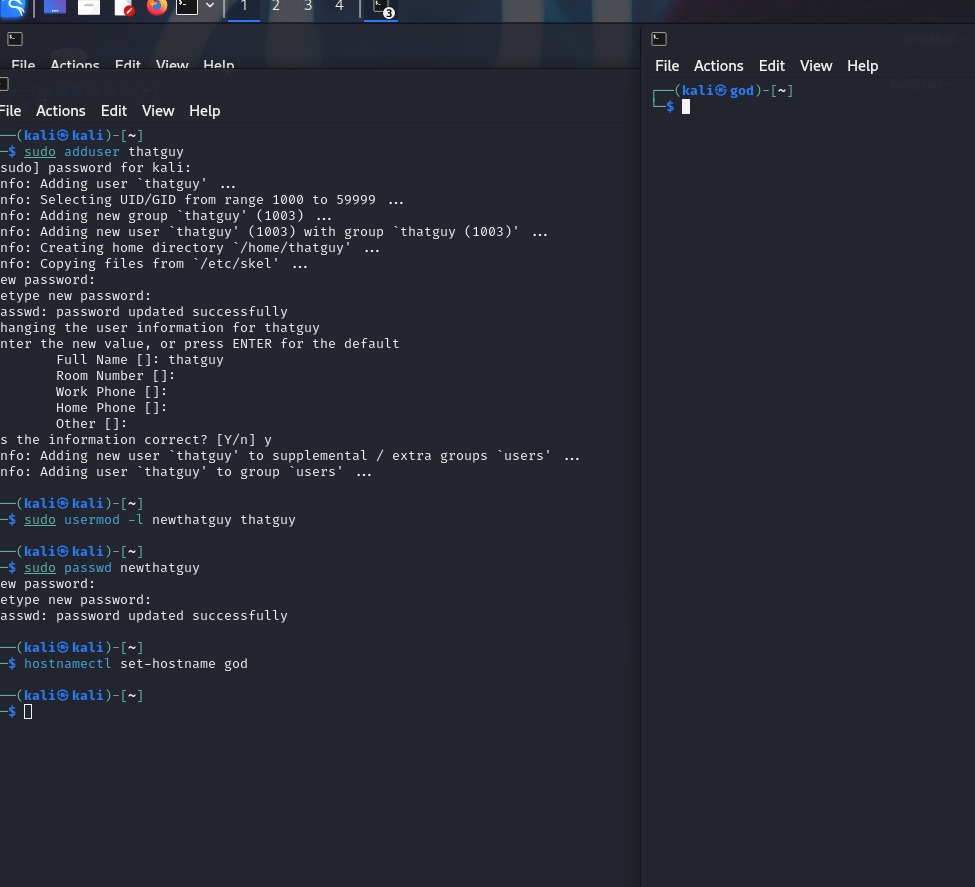 1 2 3 4 3
File Actions Edit View Help
File Actions Edit View Help
──(kali㉿kali)-[~]
─$ sudo adduser thatguy
sudo] password for kali:
nfo: Adding user `thatguy' ...
nfo: Selecting UID/GID from range 1000 to 59999 ...
nfo: Adding new group `thatguy' (1003) ...
nfo: Adding new user `thatguy' (1003) with group `thatguy (1003)' ...
nfo: Creating home directory `/home/thatguy' ...
nfo: Copying files from `/etc/skel' ...
ew password:
etype new password:
asswd: password updated successfully
hanging the user information for thatguy
nter the new value, or press ENTER for the default
Full Name []: thatguy
Room Number []:
Work Phone []:
Home Phone []:
Other []:
s the information correct? [Y/n] y
nfo: Adding new user `thatguy' to supplemental / extra groups `users' ...
nfo: Adding user `thatguy' to group `users' ...
──(kali㉿kali)-[~]
─$ sudo usermod -l newthatguy thatguy
──(kali㉿kali)-[~]
─$ sudo passwd newthatguy
ew password:
etype new password:
asswd: password updated successfully
──(kali㉿kali)-[~]
─$ hostnamectl set-hostname god
──(kali㉿kali)-[~]
─$
File Actions Edit View Help
┌──(kali㉿god)-[~]
└─$